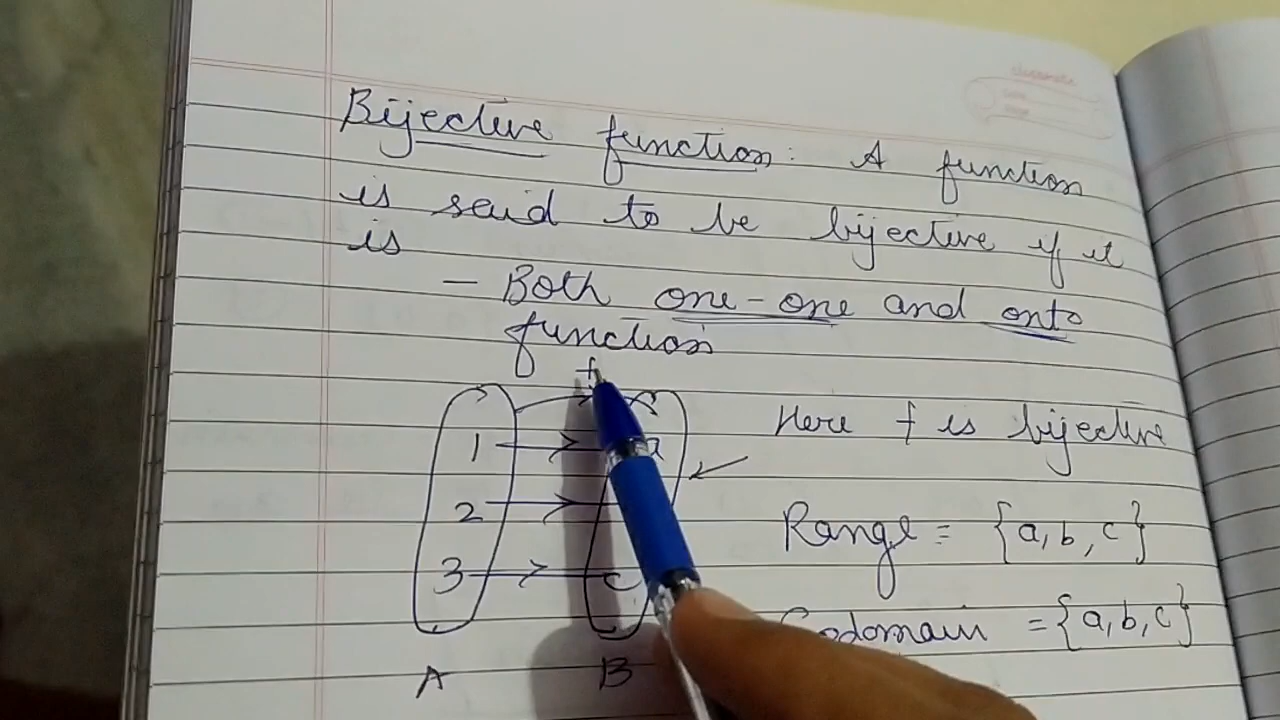 Bijective function: A function
is said to be bijective if it
is
- Both one-one and onto
function
f
1 a
2
3 c
A B
Here f is bijective
Range = {a, b, c}
Codomain = {a, b, c}